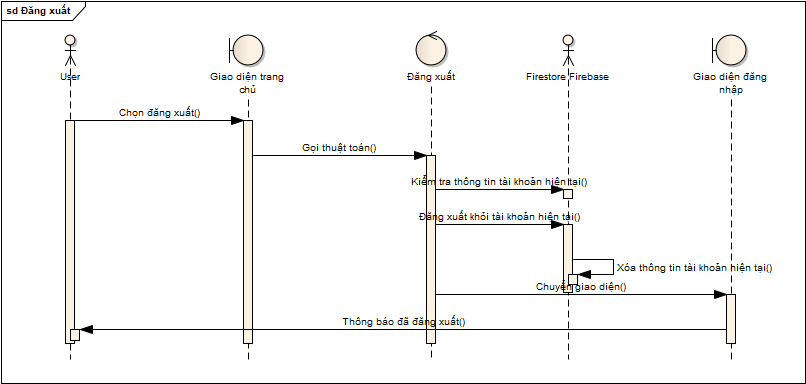 sd Đăng xuất
User
Giao diện trang
chủ
Đăng xuất
Firestore Firebase
Giao diện đăng
nhập
Chọn đăng xuất()
Gọi thuật toán()
Kiểm tra thông tin tài khoản hiện tại()
Đăng xuất khỏi tài khoản hiện tại()
Xóa thông tin tài khoản hiện tại()
Chuyển giao diện()
Thông báo đã đăng xuất()